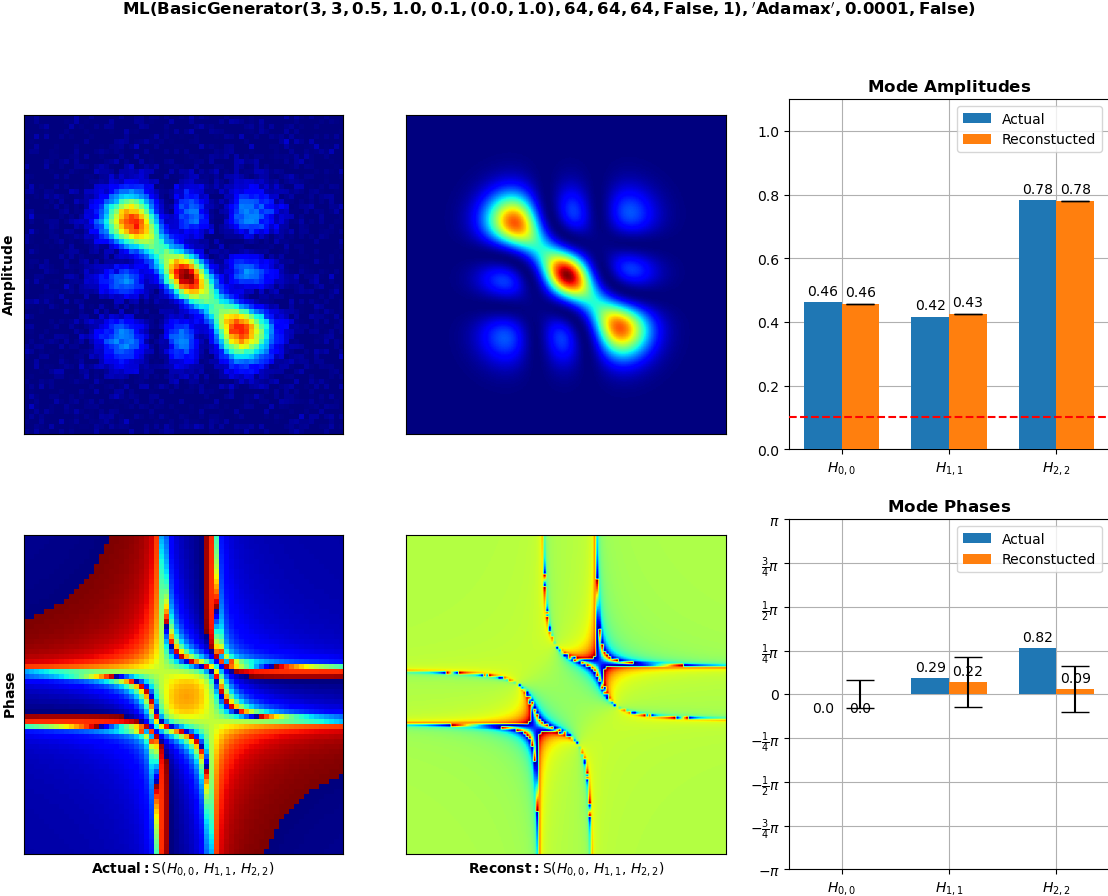 ML(BasicGenerator(3, 3, 0.5, 1.0, 0.1, (0.0, 1.0), 64, 64, 64, False, 1), ′Adamax′, 0.0001, False)
Amplitude
Mode Amplitudes
Actual
Reconstucted
1.0
0.8
0.6
0.4
0.2
0.0
0.46
0.46
0.42
0.43
0.78
0.78
H0,0
H1,1
H2,2
Phase
Actual: S(H0,0, H1,1, H2,2)
Reconst: S(H0,0, H1,1, H2,2)
Mode Phases
Actual
Reconstucted
π
3/4π
1/2π
1/4π
0
−1/4π
−1/2π
−3/4π
−π
0.0
0.0
0.29
0.22
0.82
0.09
H0,0
H1,1
H2,2